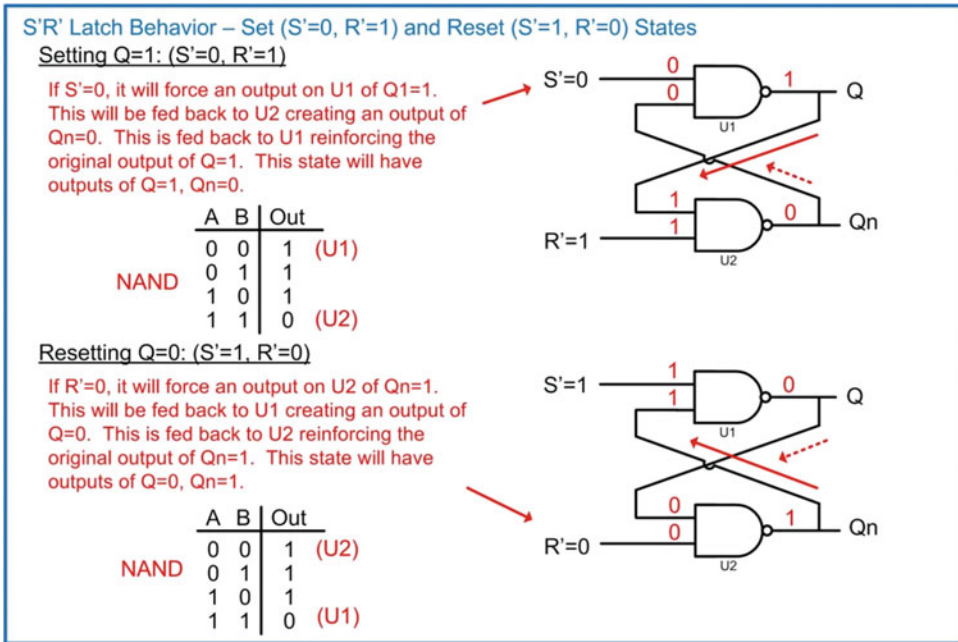 S'R' Latch Behavior – Set (S'=0, R'=1) and Reset (S'=1, R'=0) States
Setting Q=1: (S'=0, R'=1)
If S'=0, it will force an output on U1 of Q1=1.
This will be fed back to U2 creating an output of
Qn=0. This is fed back to U1 reinforcing the
original output of Q=1. This state will have
outputs of Q=1, Qn=0.
A B Out
0 0 1 (U1)
0 1 1
NAND
1 0 1
1 1 0 (U2)
S'=0
0
0
1
Q
U1
1
1
0
Qn
R'=1
U2
Resetting Q=0: (S'=1, R'=0)
If R'=0, it will force an output on U2 of Qn=1.
This will be fed back to U1 creating an output of
Q=0. This is fed back to U2 reinforcing the
original output of Qn=1. This state will have
outputs of Q=0, Qn=1.
A B Out
0 0 1 (U2)
NAND
0 1 1
1 0 1
1 1 0 (U1)
S'=1
1
1
0
Q
U1
0
0
1
Qn
R'=0
U2